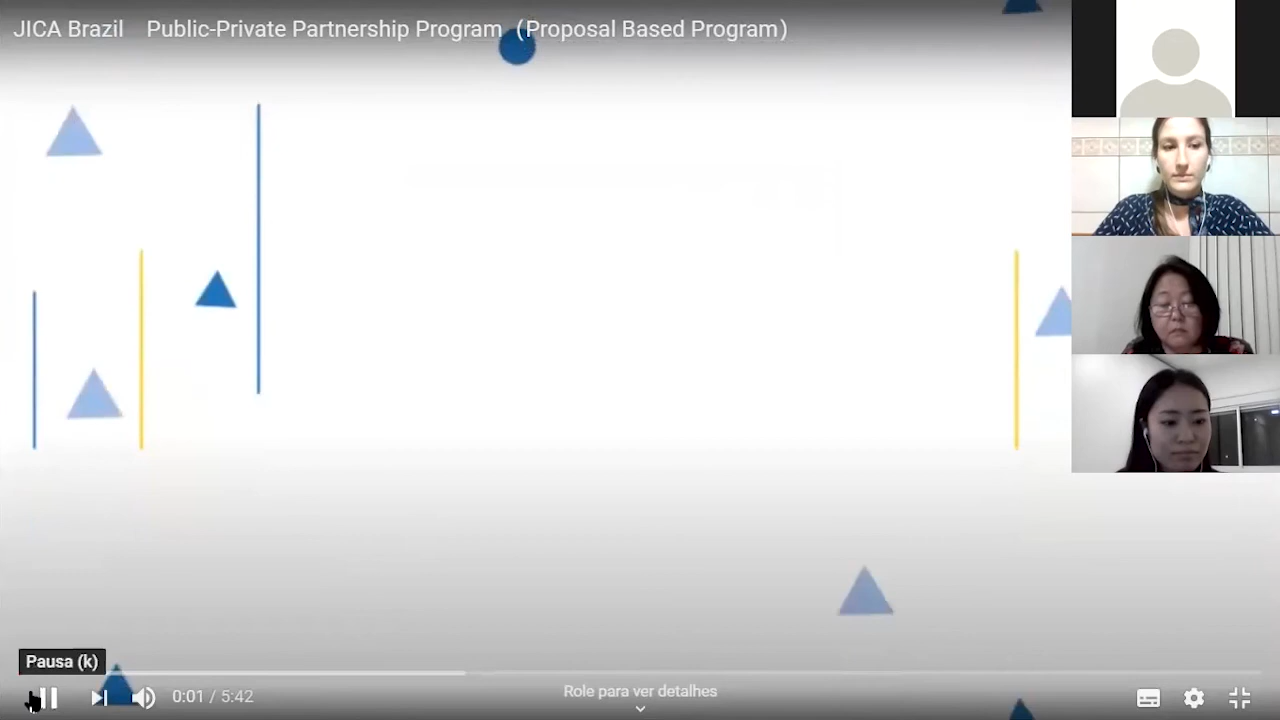 JICA Brazil Public-Private Partnership Program (Proposal Based Program)
Pausa (k)
0:01 / 5:42
Role para ver detalhes